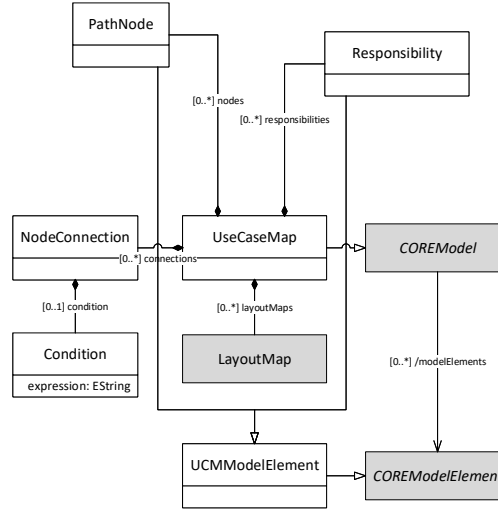 PathNode
Responsibility
[0..*] nodes
[0..*] responsibilities
NodeConnection
UseCaseMap
COREModel
[0..*] connections
[0..1] condition
[0..*] layoutMaps
Condition
expression: EString
LayoutMap
[0..*] /modelElements
UCMModelElement
COREModelElemen